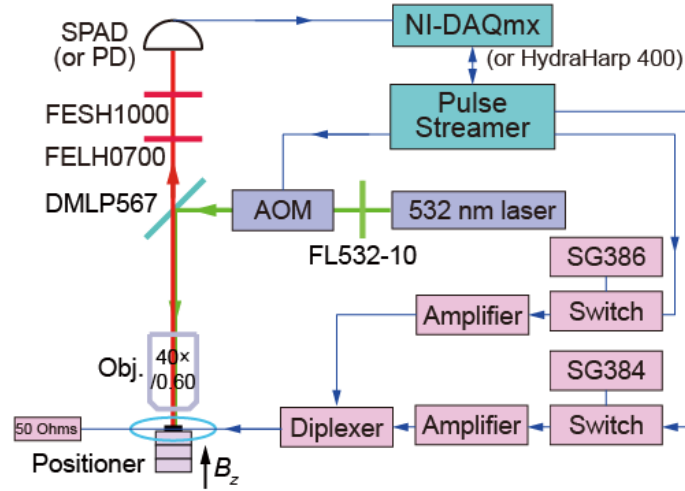 SPAD
(or PD)
NI-DAQmx
(or HydraHarp 400)
FESH1000
Pulse
Streamer
FELH0700
DMLP567
AOM
532 nm laser
FL532-10
SG386
Amplifier
Switch
Obj.
40×
/0.60
SG384
50 Ohms
Diplexer
Amplifier
Switch
Positioner
Bz